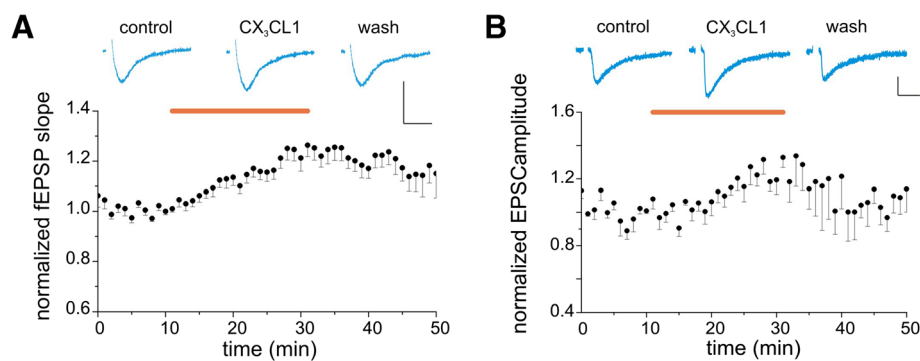 A
control CX₃CL1 wash
normalized fEPSP slope
1.4
1.2
1.0
0.8
0.6
0 10 20 30 40 50
time (min)
B
control CX₃CL1 wash
normalized EPSCamplitude
1.6
1.2
0.8
0.4
0 10 20 30 40 50
time (min)